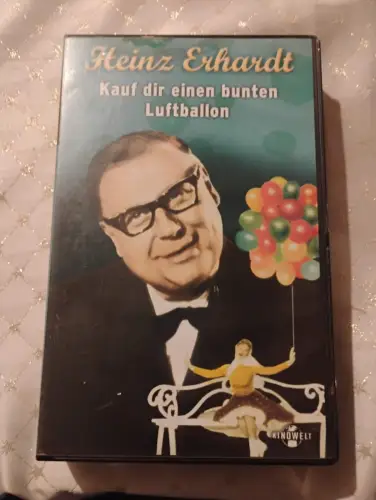 Heinz Erhardt
Kauf dir einen bunten
Luftballon
KINOWELT